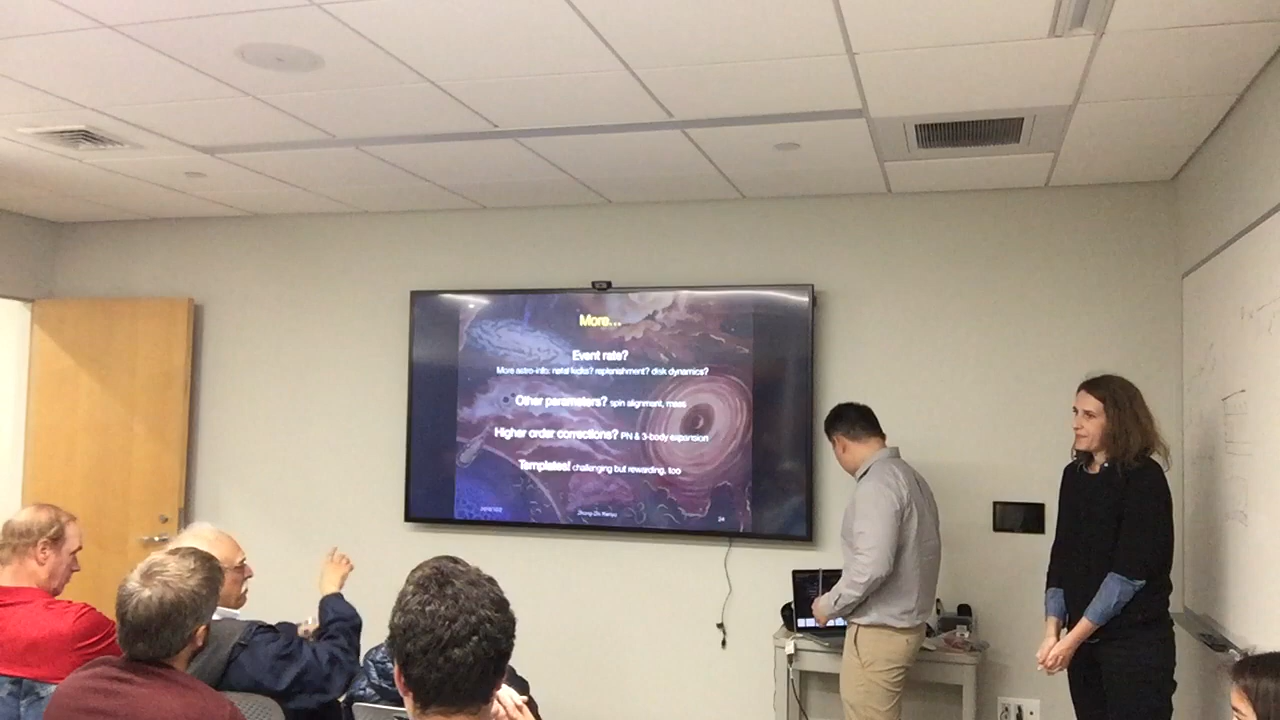 More...
Event rate?
More astro-info: natal kicks? replenishment? disk dynamics?
Other parameters? spin alignment, mass
Higher order corrections? PN & 3-body expansion
Templates! challenging but rewarding, too
24